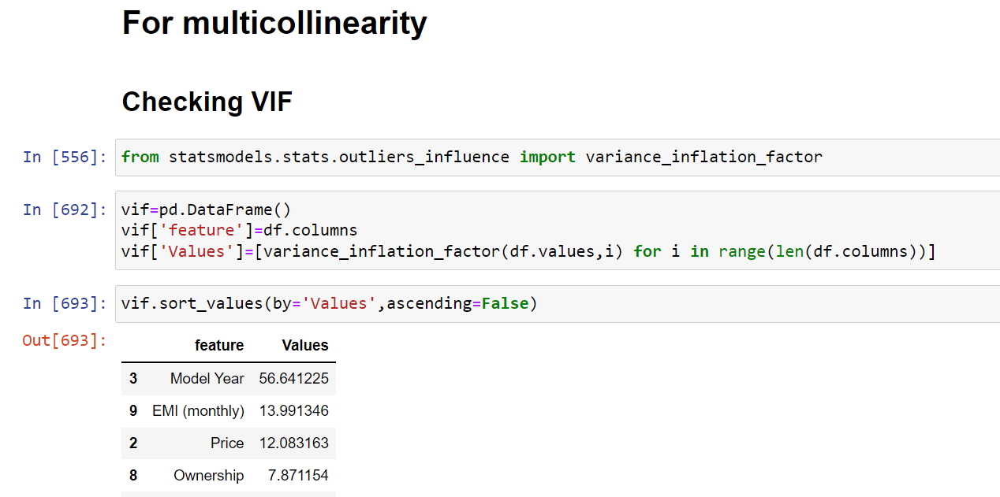 For multicollinearity
Checking VIF
In [556]: from statsmodels.stats.outliers_influence import variance_inflation_factor
In [692]: vif=pd.DataFrame()
vif['feature']=df.columns
vif['Values']=[variance_inflation_factor(df.values,i) for i in range(len(df.columns))]
In [693]: vif.sort_values(by='Values',ascending=False)
Out[693]:
feature Values
3 Model Year 56.641225
9 EMI (monthly) 13.991346
2 Price 12.083163
8 Ownership 7.871154